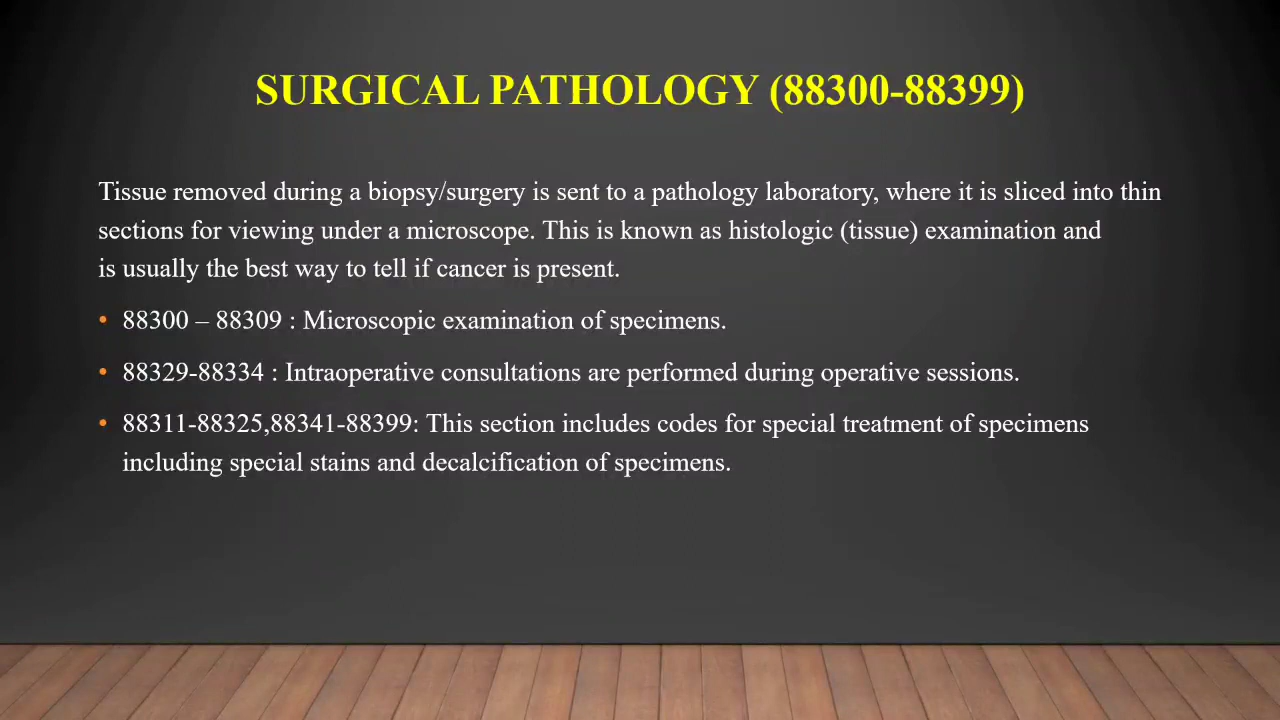 SURGICAL PATHOLOGY (88300-88399)
Tissue removed during a biopsy/surgery is sent to a pathology laboratory, where it is sliced into thin
sections for viewing under a microscope. This is known as histologic (tissue) examination and
is usually the best way to tell if cancer is present.
• 88300 – 88309 : Microscopic examination of specimens.
• 88329-88334 : Intraoperative consultations are performed during operative sessions.
• 88311-88325,88341-88399: This section includes codes for special treatment of specimens
including special stains and decalcification of specimens.